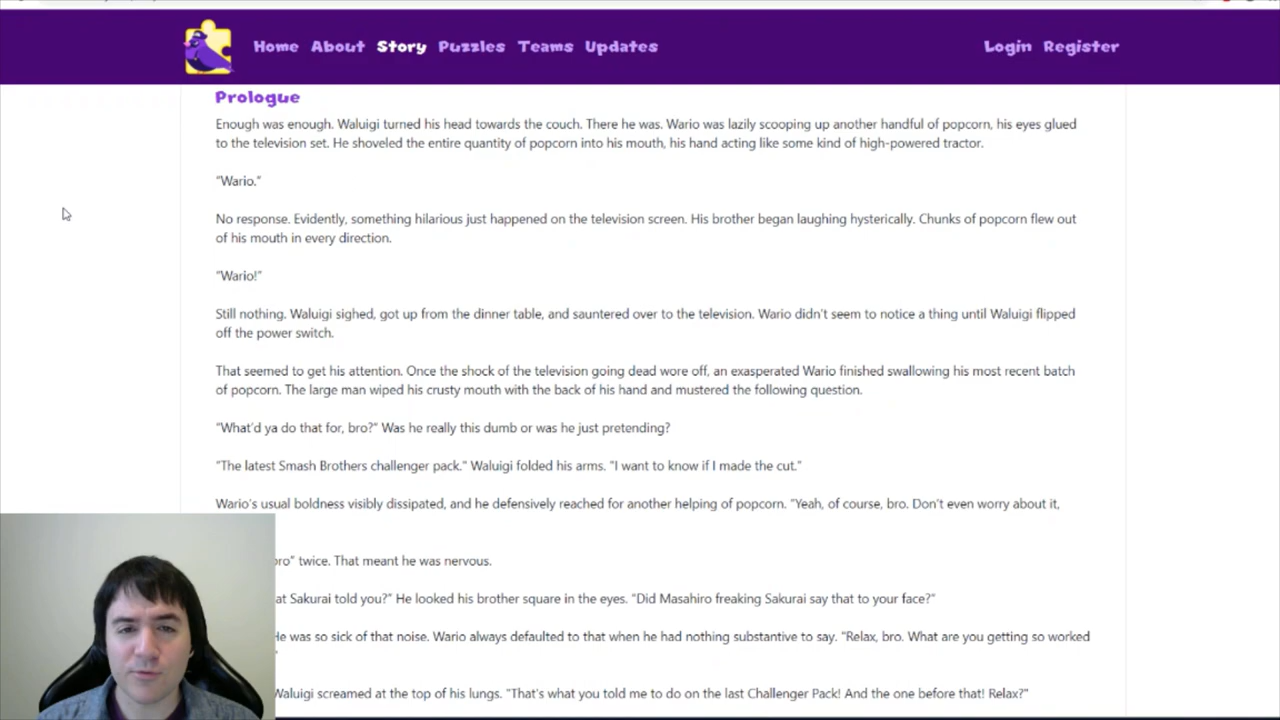 Home About Story Puzzles Teams Updates Login Register
Prologue
Enough was enough. Waluigi turned his head towards the couch. There he was. Wario was lazily scooping up another handful of popcorn, his eyes glued
to the television set. He shoveled the entire quantity of popcorn into his mouth, his hand acting like some kind of high-powered tractor.
“Wario.”
No response. Evidently, something hilarious just happened on the television screen. His brother began laughing hysterically. Chunks of popcorn flew out
of his mouth in every direction.
“Wario!”
Still nothing. Waluigi sighed, got up from the dinner table, and sauntered over to the television. Wario didn't seem to notice a thing until Waluigi flipped
off the power switch.
That seemed to get his attention. Once the shock of the television going dead wore off, an exasperated Wario finished swallowing his most recent batch
of popcorn. The large man wiped his crusty mouth with the back of his hand and mustered the following question.
“What'd ya do that for, bro?” Was he really this dumb or was he just pretending?
“The latest Smash Brothers challenger pack.” Waluigi folded his arms. “I want to know if I made the cut.”
Wario's usual boldness visibly dissipated, and he defensively reached for another helping of popcorn. “Yeah, of course, bro. Don't even worry about it,
bro” twice. That meant he was nervous.
at Sakurai told you?” He looked his brother square in the eyes. “Did Masahiro freaking Sakurai say that to your face?”
He was so sick of that noise. Wario always defaulted to that when he had nothing substantive to say. “Relax, bro. What are you getting so worked
Waluigi screamed at the top of his lungs. “That's what you told me to do on the last Challenger Pack! And the one before that! Relax?”